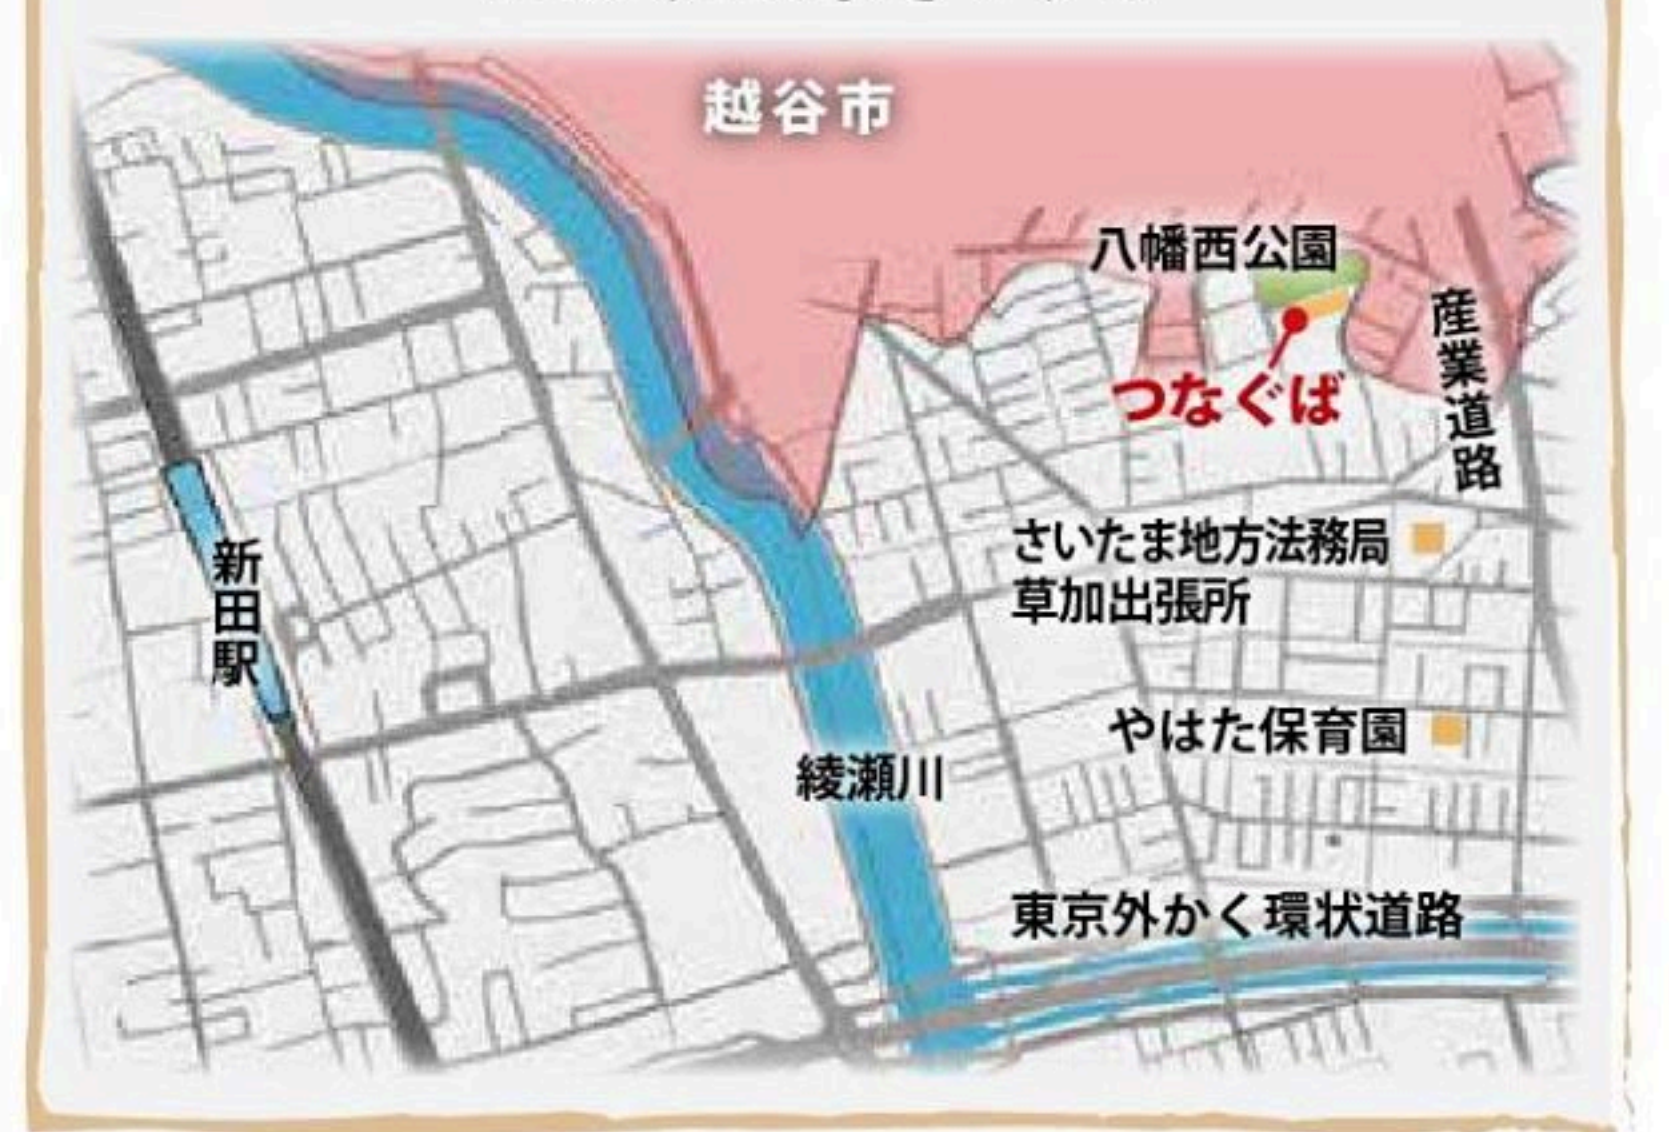 越谷市
八幡西公園
産業道路
つなぐば
さいたま地方法務局
草加出張所
新田駅
やはた保育園
綾瀬川
東京外かく環状道路